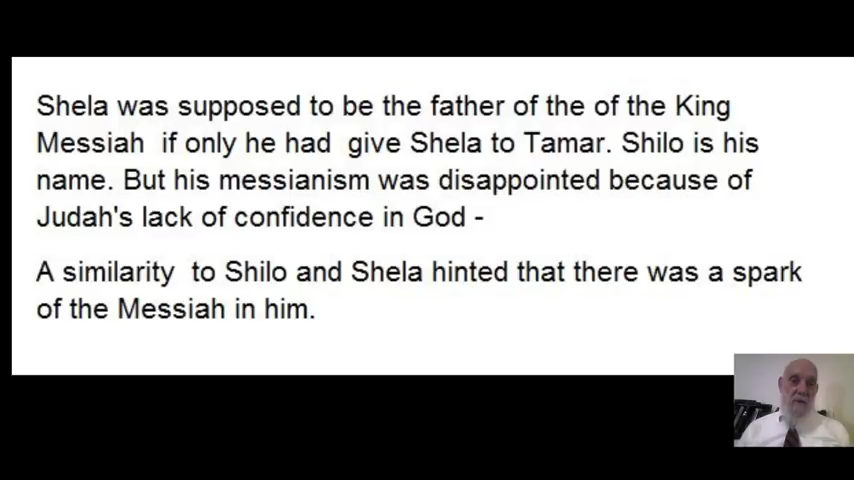 Shela was supposed to be the father of the of the King
Messiah if only he had give Shela to Tamar. Shilo is his
name. But his messianism was disappointed because of
Judah's lack of confidence in God -
A similarity to Shilo and Shela hinted that there was a spark
of the Messiah in him.